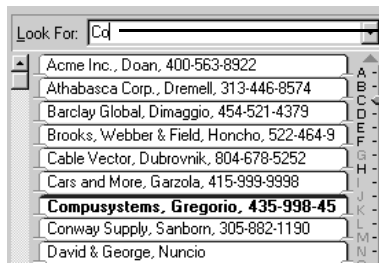 Look For: Co
Acme Inc., Doan, 400-563-8922
Athabasca Corp., Dremell, 313-446-8574
Barclay Global, Dimaggio, 454-521-4379
Brooks, Webber & Field, Honcho, 522-464-9
Cable Vector, Dubrovnik, 804-678-5252
Cars and More, Garzola, 415-999-9998
Compusystems, Gregorio, 435-998-45
Conway Supply, Sanborn, 305-882-1190
David & George, Nuncio
A
B
C
D
E
F
G
H
I
J
K
L
M
N